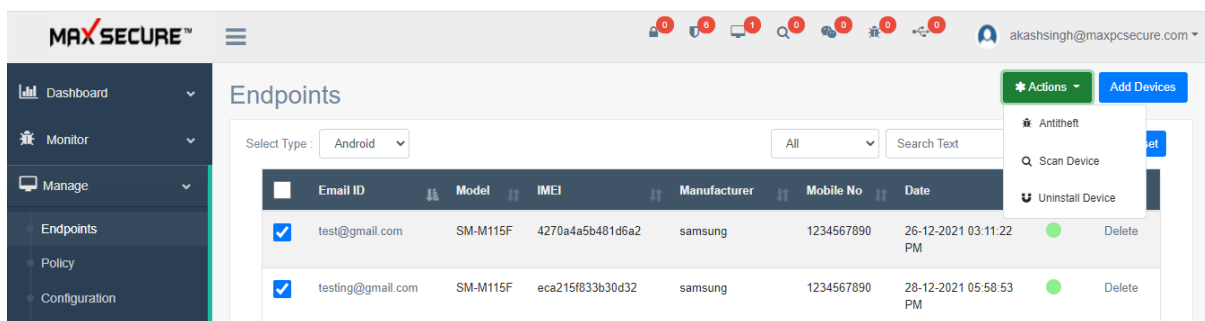 MAX SECURE™
0 6 1 0 0 0 0
akashsingh@maxpcsecure.com
Dashboard
Monitor
Manage
Endpoints
Policy
Configuration
Endpoints
Actions
Add Devices
Antitheft
Scan Device
Uninstall Device
Select Type : Android
All
Search Text
set
Email ID Model IMEI Manufacturer Mobile No Date
test@gmail.com SM-M115F 4270a4a5b481d6a2 samsung 1234567890 26-12-2021 03:11:22 Delete
PM
testing@gmail.com SM-M115F eca215f833b30d32 samsung 1234567890 28-12-2021 05:58:53 Delete
PM